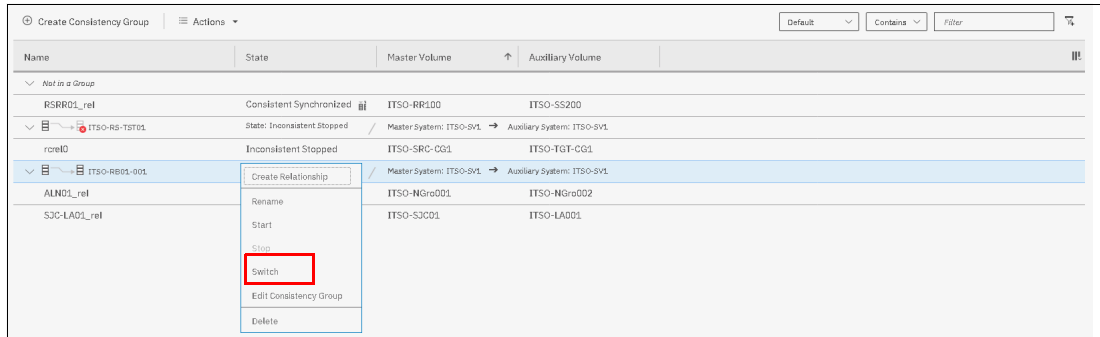 Create Consistency Group Actions Default Contains Filter
Name State Master Volume Auxiliary Volume
Not in a Group
RSRR01_rel Consistent Synchronized ITSO-RR100 ITSO-SS200
ITSO-RS-TST01 State: Inconsistent Stopped Master System: ITSO-SV1 → Auxiliary System: ITSO-SV1
rcrel0 Inconsistent Stopped ITSO-SRC-CG1 ITSO-TGT-CG1
ITSO-RB01-001 Master System: ITSO-SV1 → Auxiliary System: ITSO-SV1
Create Relationship
ALN01_rel ITSO-NGro001 ITSO-NGro002
Rename
SJC-LA01_rel ITSO-SJC01 ITSO-LA001
Start
Stop
Switch
Edit Consistency Group
Delete